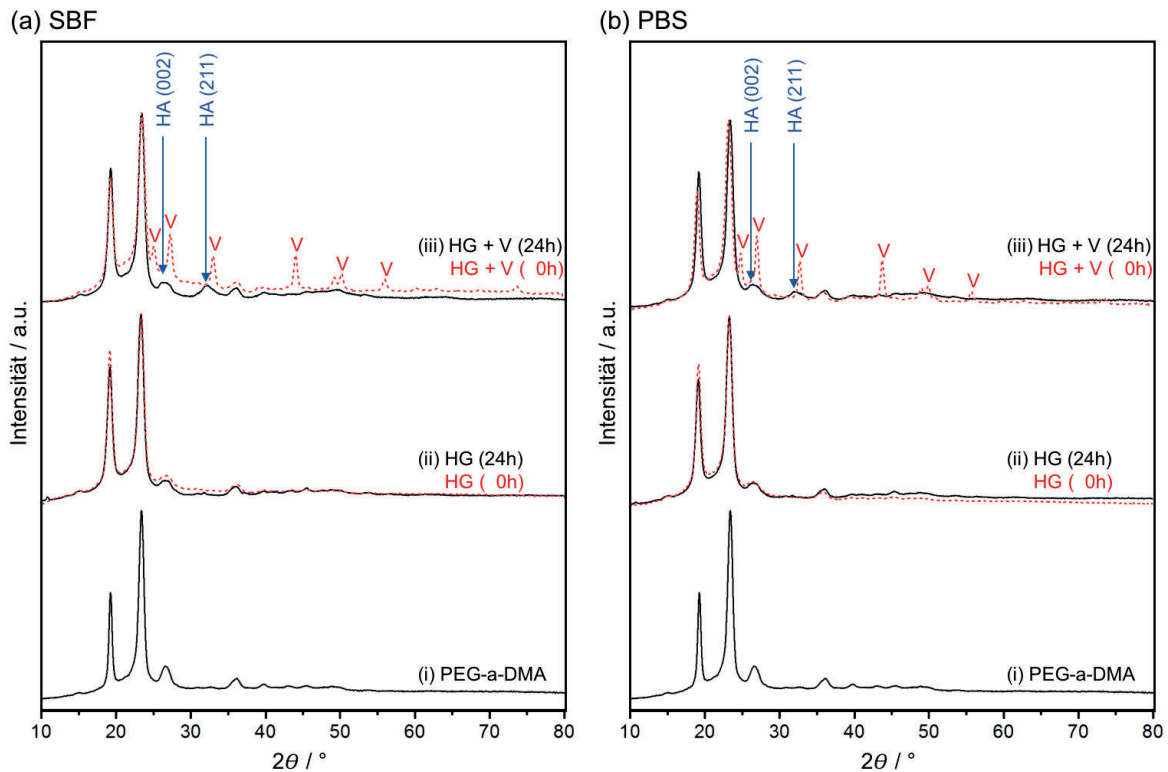 (a) SBF
HA (002)
HA (211)
V
V
V
V
V
V
(iii) HG + V (24h)
HG + V ( 0h)
(ii) HG (24h)
HG ( 0h)
(i) PEG-a-DMA
Intensität / a.u.
10 20 30 40 50 60 70 80
2θ / °
(b) PBS
HA (002)
HA (211)
V
V
V
V
V
V
(iii) HG + V (24h)
HG + V ( 0h)
(ii) HG (24h)
HG ( 0h)
(i) PEG-a-DMA
Intensität / a.u.
10 20 30 40 50 60 70 80
2θ / °